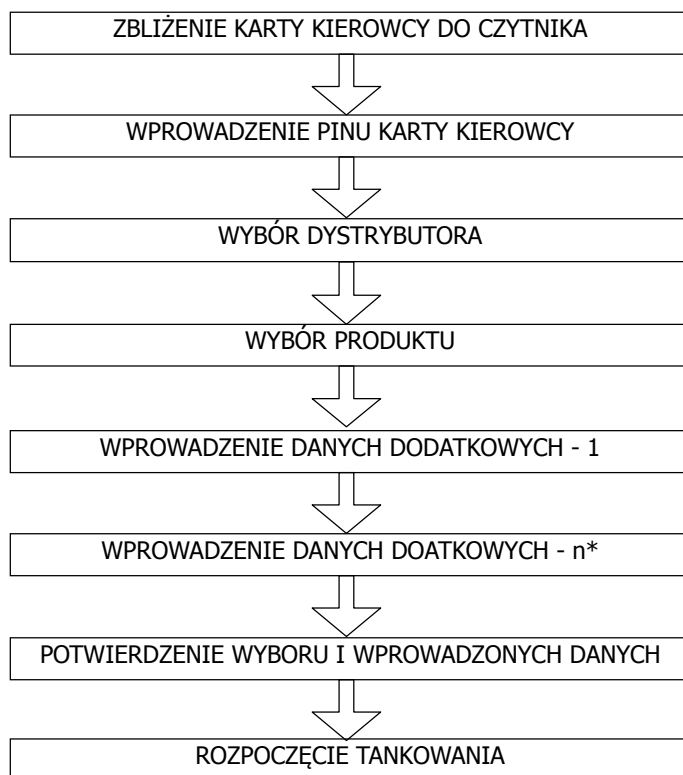 ZBLIŻENIE KARTY KIEROWCY DO CZYTNIKA
WPROWADZENIE PINU KARTY KIEROWCY
WYBÓR DYSTRYBUTORA
WYBÓR PRODUKTU
WPROWADZENIE DANYCH DODATKOWYCH - 1
WPROWADZENIE DANYCH DOATKOWYCH - n*
POTWIERDZENIE WYBORU I WPROWADZONYCH DANYCH
ROZPOCZĘCIE TANKOWANIA